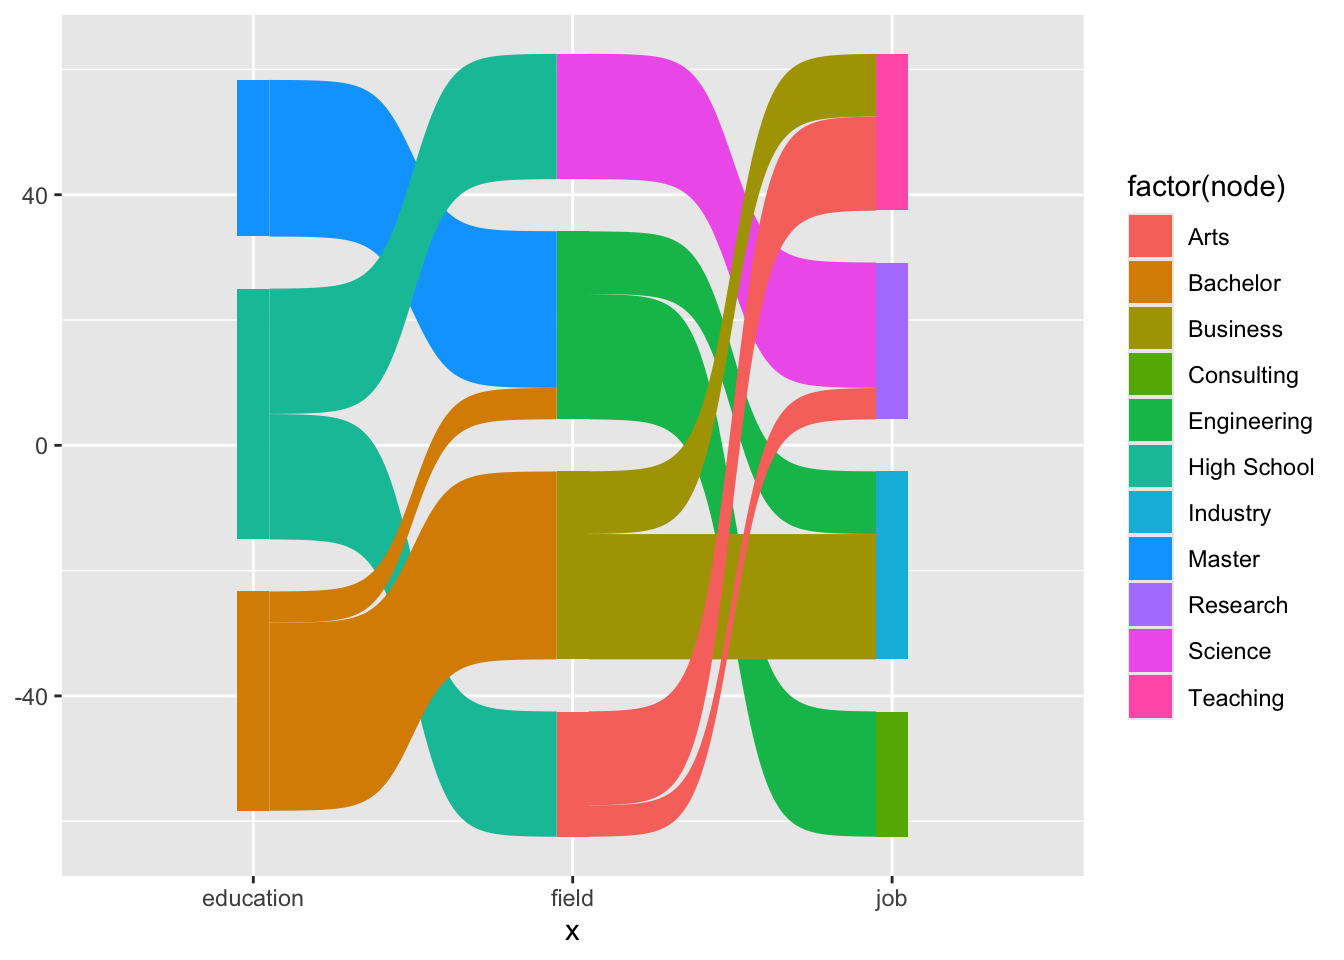 40
0
-40
education
field
job
x
factor(node)
Arts
Bachelor
Business
Consulting
Engineering
High School
Industry
Master
Research
Science
Teaching